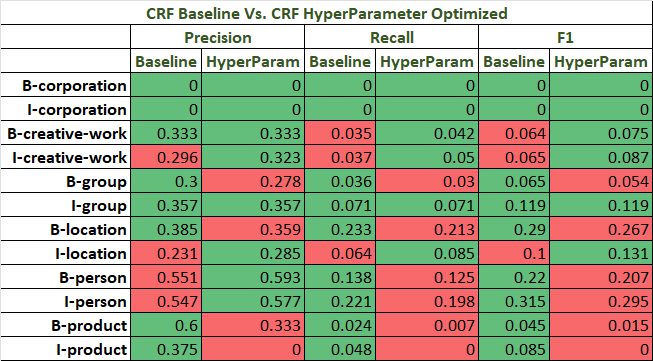 CRF Baseline Vs. CRF HyperParameter Optimized
Precision Recall F1
Baseline HyperParam Baseline HyperParam Baseline HyperParam
B-corporation 0 0 0 0 0 0
I-corporation 0 0 0 0 0 0
B-creative-work 0.333 0.333 0.035 0.042 0.064 0.075
I-creative-work 0.296 0.323 0.037 0.05 0.065 0.087
B-group 0.3 0.278 0.036 0.03 0.065 0.054
I-group 0.357 0.357 0.071 0.071 0.119 0.119
B-location 0.385 0.359 0.233 0.213 0.29 0.267
I-location 0.231 0.285 0.064 0.085 0.1 0.131
B-person 0.551 0.593 0.138 0.125 0.22 0.207
I-person 0.547 0.577 0.221 0.198 0.315 0.295
B-product 0.6 0.333 0.024 0.007 0.045 0.015
I-product 0.375 0 0.048 0 0.085 0